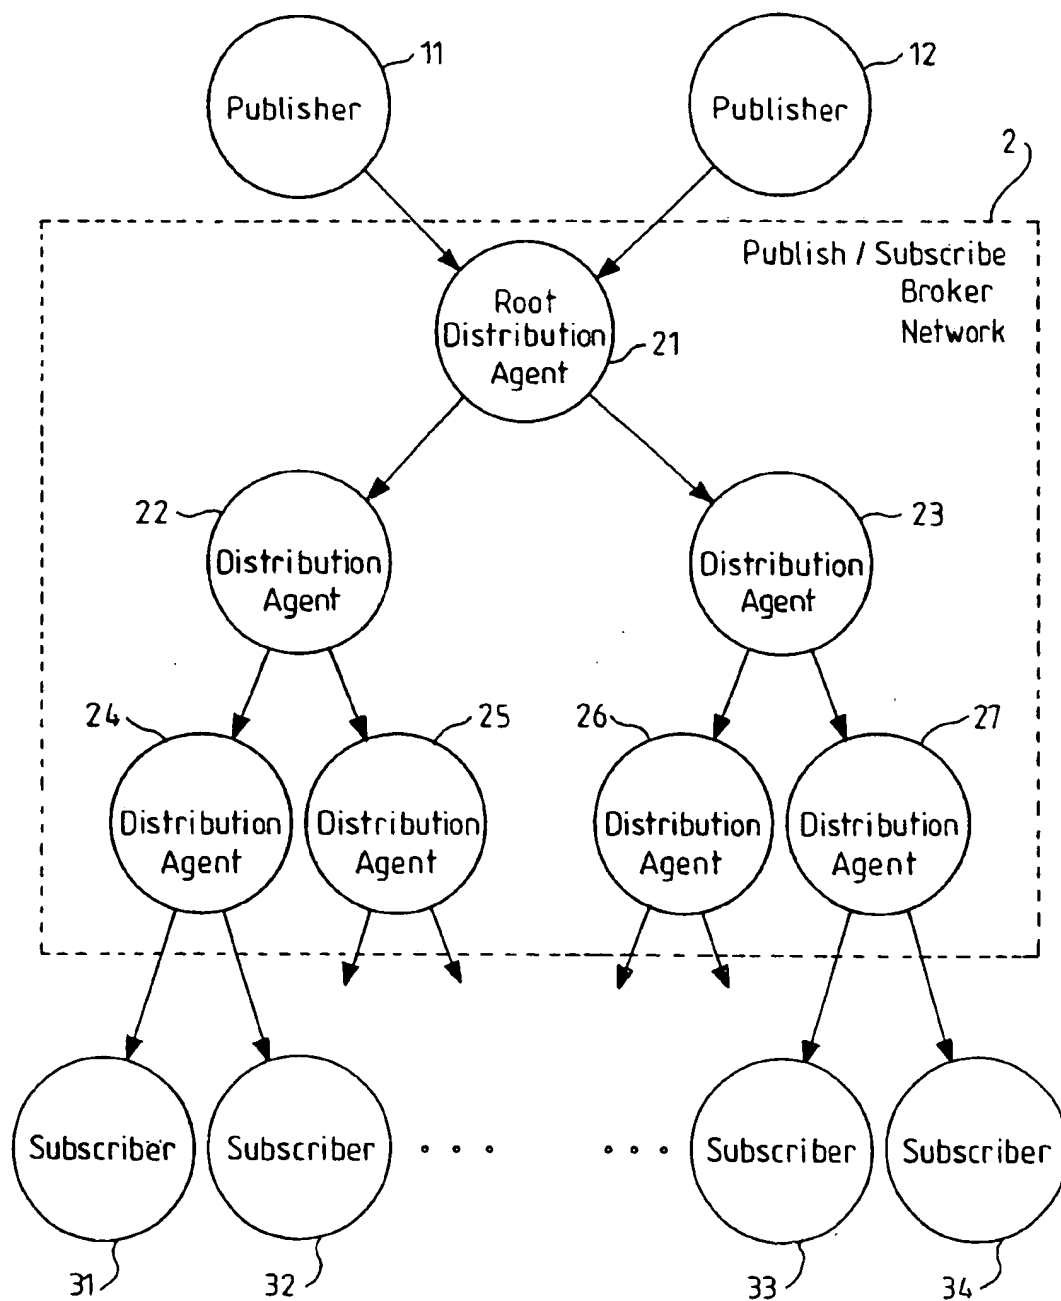 11
12
Publisher
Publisher
2
Publish / Subscribe
Broker
Network
Root
Distribution
Agent
21
22
23
Distribution
Agent
Distribution
Agent
24
25
26
27
Distribution
Agent
Distribution
Agent
Distribution
Agent
Distribution
Agent
Subscriber
Subscriber
Subscriber
Subscriber
31
32
33
34